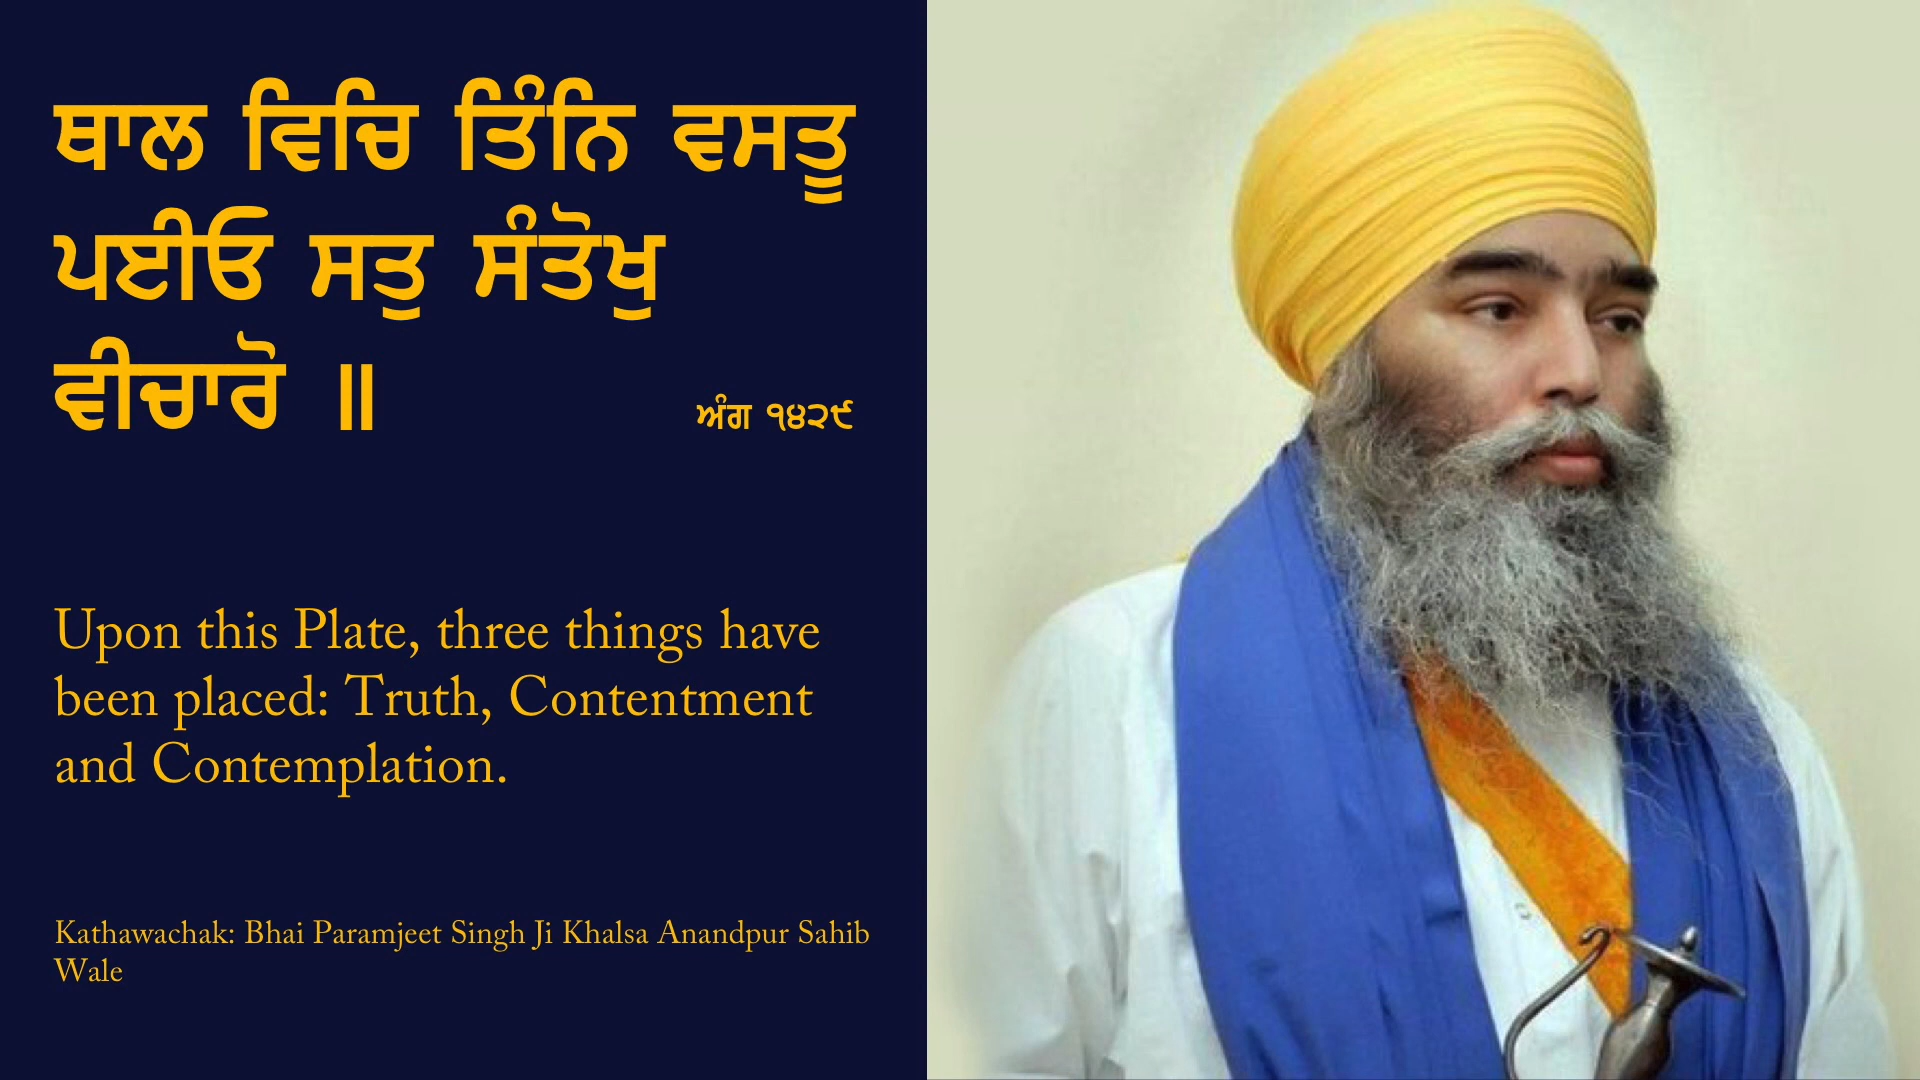 ਥਾਲ ਵਿਚਿ ਤਿੰਨਿ ਵਸਤੂ
ਪਈਓ ਸਤੁ ਸੰਤੋਖੁ
ਵੀਚਾਰੋ ॥
ਅੰਗ ੧੪੨੯
Upon this Plate, three things have
been placed: Truth, Contentment
and Contemplation.
Kathawachak: Bhai Paramjeet Singh Ji Khalsa Anandpur Sahib
Wale